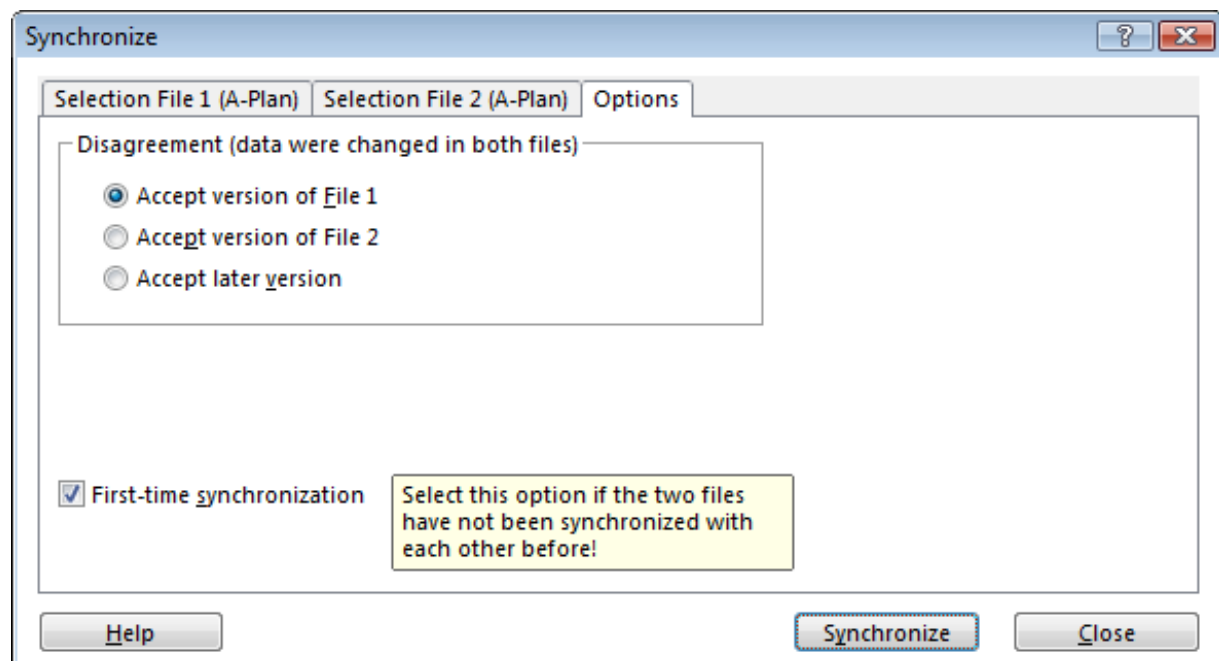 Synchronize
Selection File 1 (A-Plan) Selection File 2 (A-Plan) Options
Disagreement (data were changed in both files)
Accept version of File 1
Accept version of File 2
Accept later version
First-time synchronization
Select this option if the two files
have not been synchronized with
each other before!
Help Synchronize Close